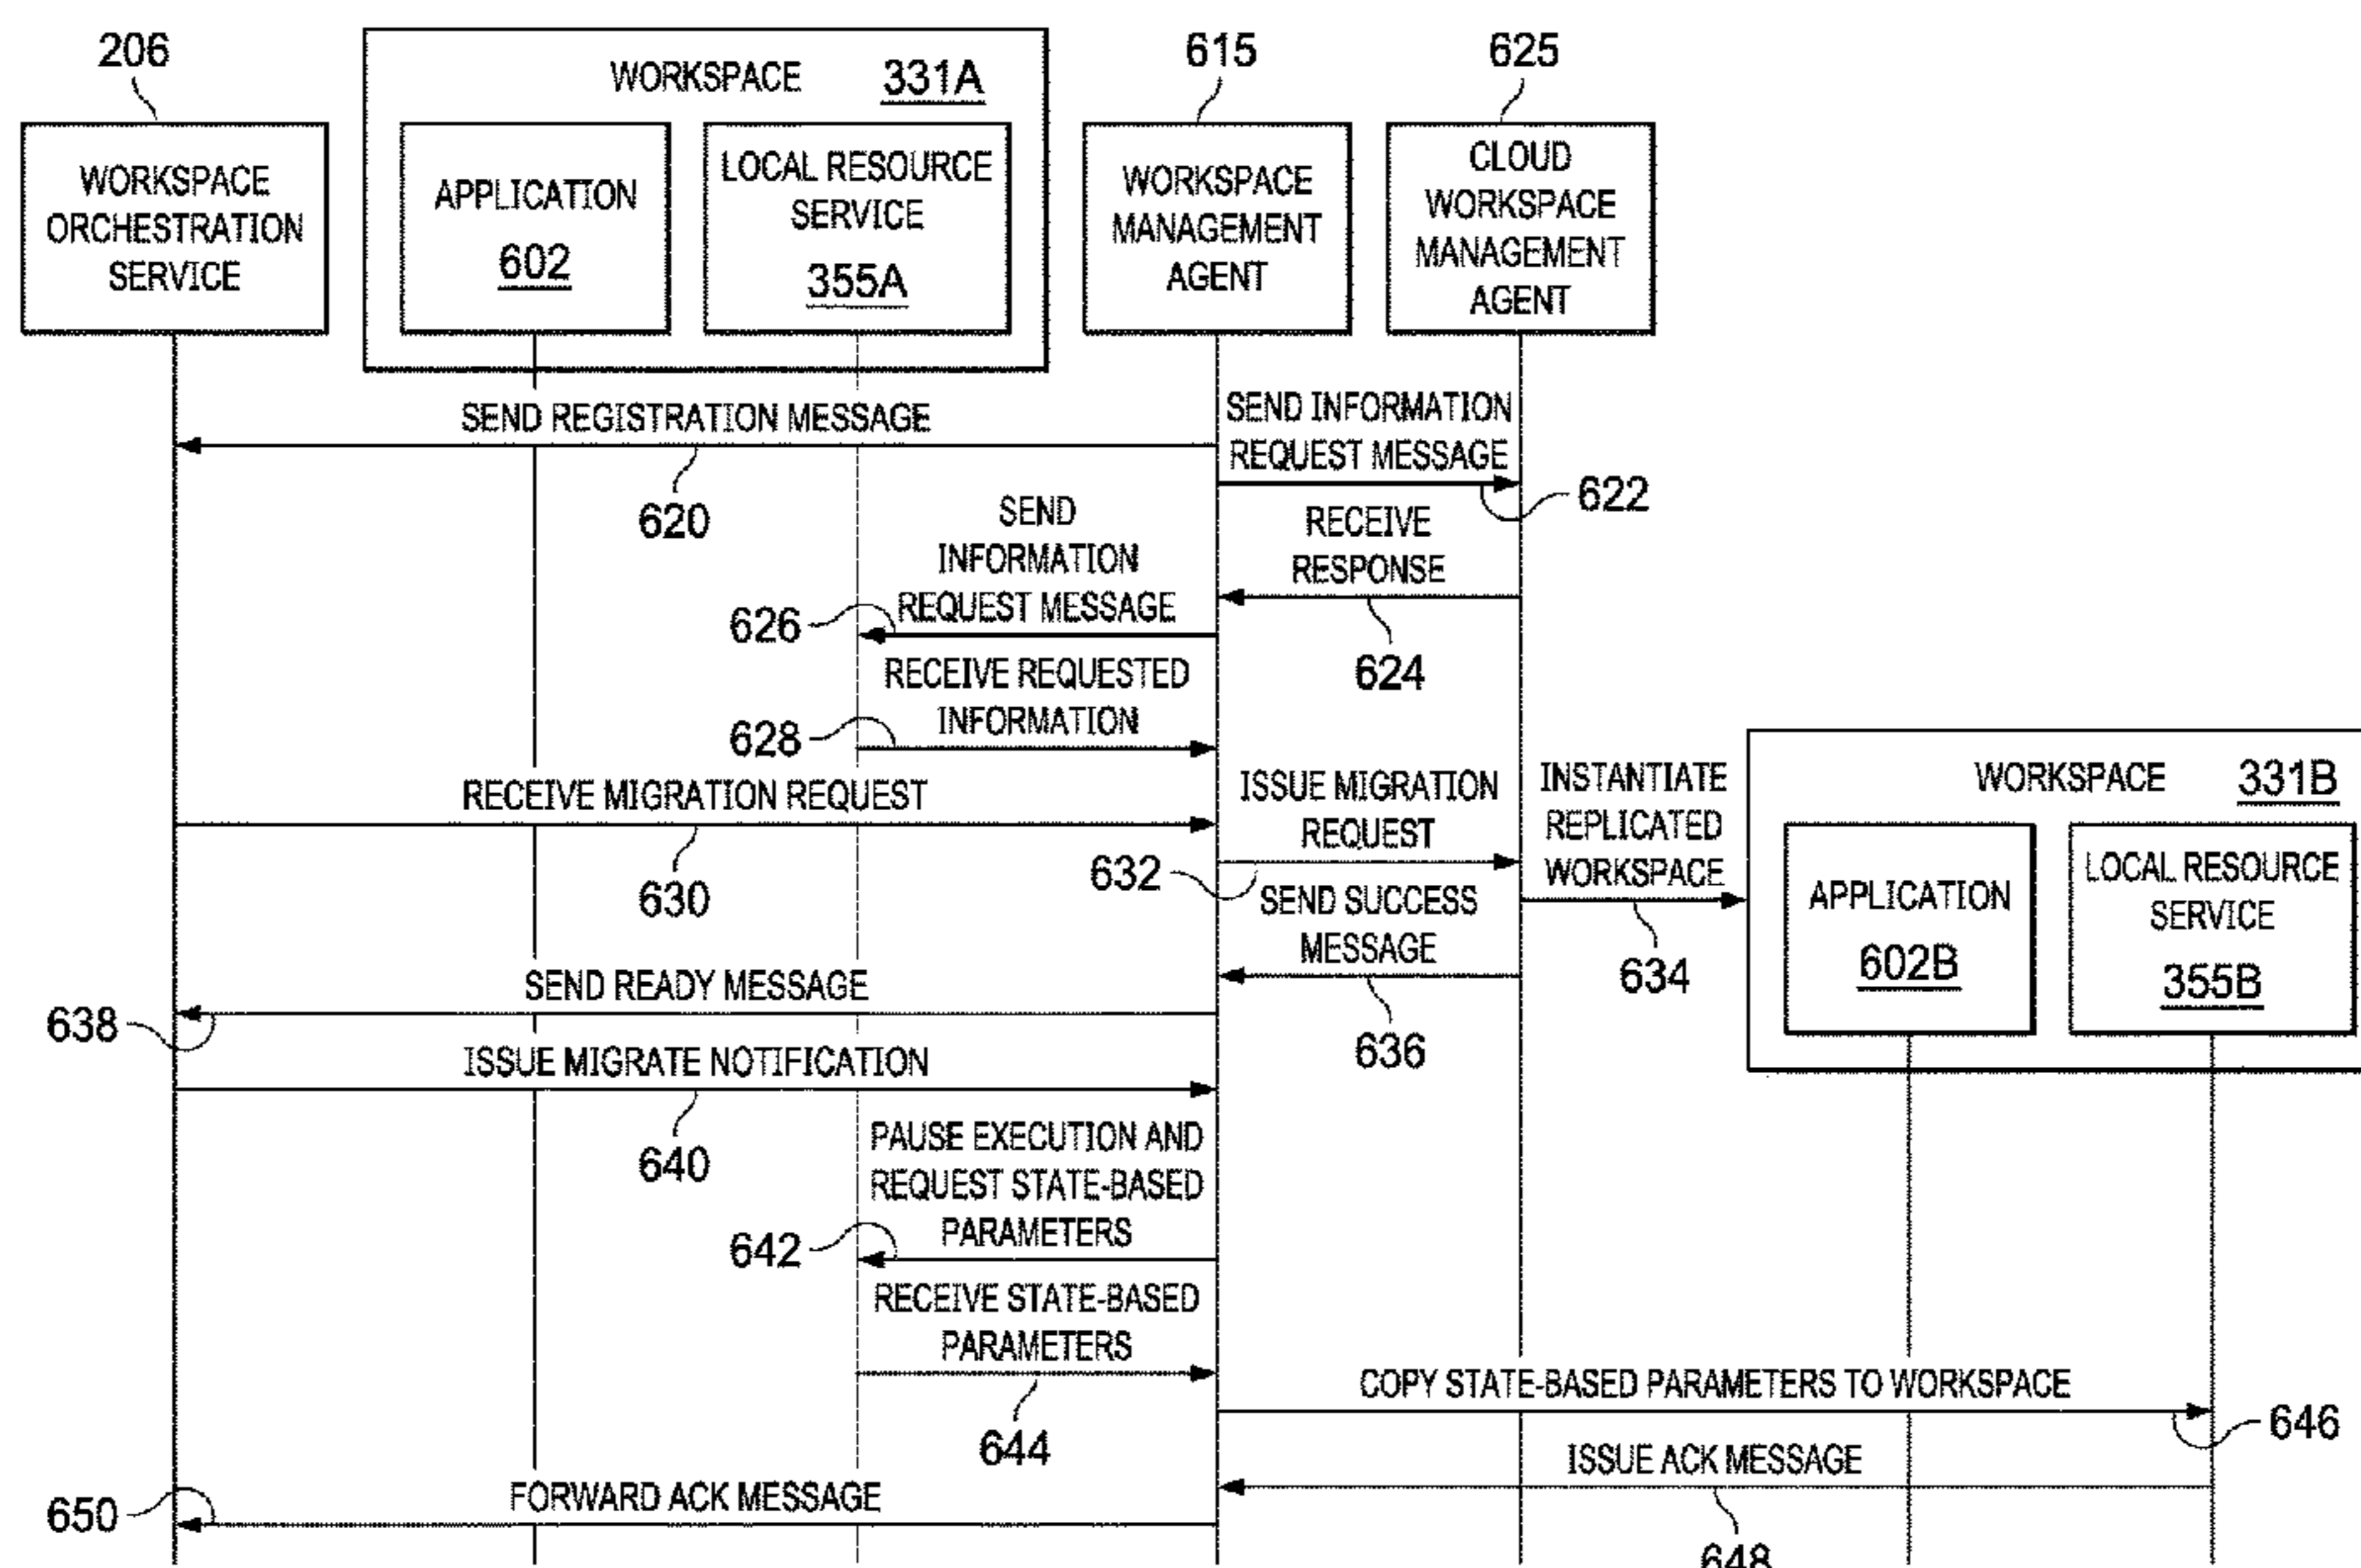 206
WORKSPACE 331A
615
625
WORKSPACE
ORCHESTRATION
SERVICE
APPLICATION
602
LOCAL RESOURCE
SERVICE
355A
WORKSPACE
MANAGEMENT
AGENT
CLOUD
WORKSPACE
MANAGEMENT
AGENT
SEND REGISTRATION MESSAGE
620
SEND INFORMATION
REQUEST MESSAGE
622
RECEIVE
RESPONSE
624
SEND
INFORMATION
REQUEST MESSAGE
626
RECEIVE REQUESTED
INFORMATION
628
RECEIVE MIGRATION REQUEST
630
ISSUE MIGRATION
REQUEST
632
INSTANTIATE
REPLICATED
WORKSPACE
634
WORKSPACE 331B
APPLICATION
602B
LOCAL RESOURCE
SERVICE
355B
SEND SUCCESS
MESSAGE
636
SEND READY MESSAGE
638
ISSUE MIGRATE NOTIFICATION
640
PAUSE EXECUTION AND
REQUEST STATE-BASED
PARAMETERS
642
RECEIVE STATE-BASED
PARAMETERS
644
COPY STATE-BASED PARAMETERS TO WORKSPACE
646
ISSUE ACK MESSAGE
648
FORWARD ACK MESSAGE
650